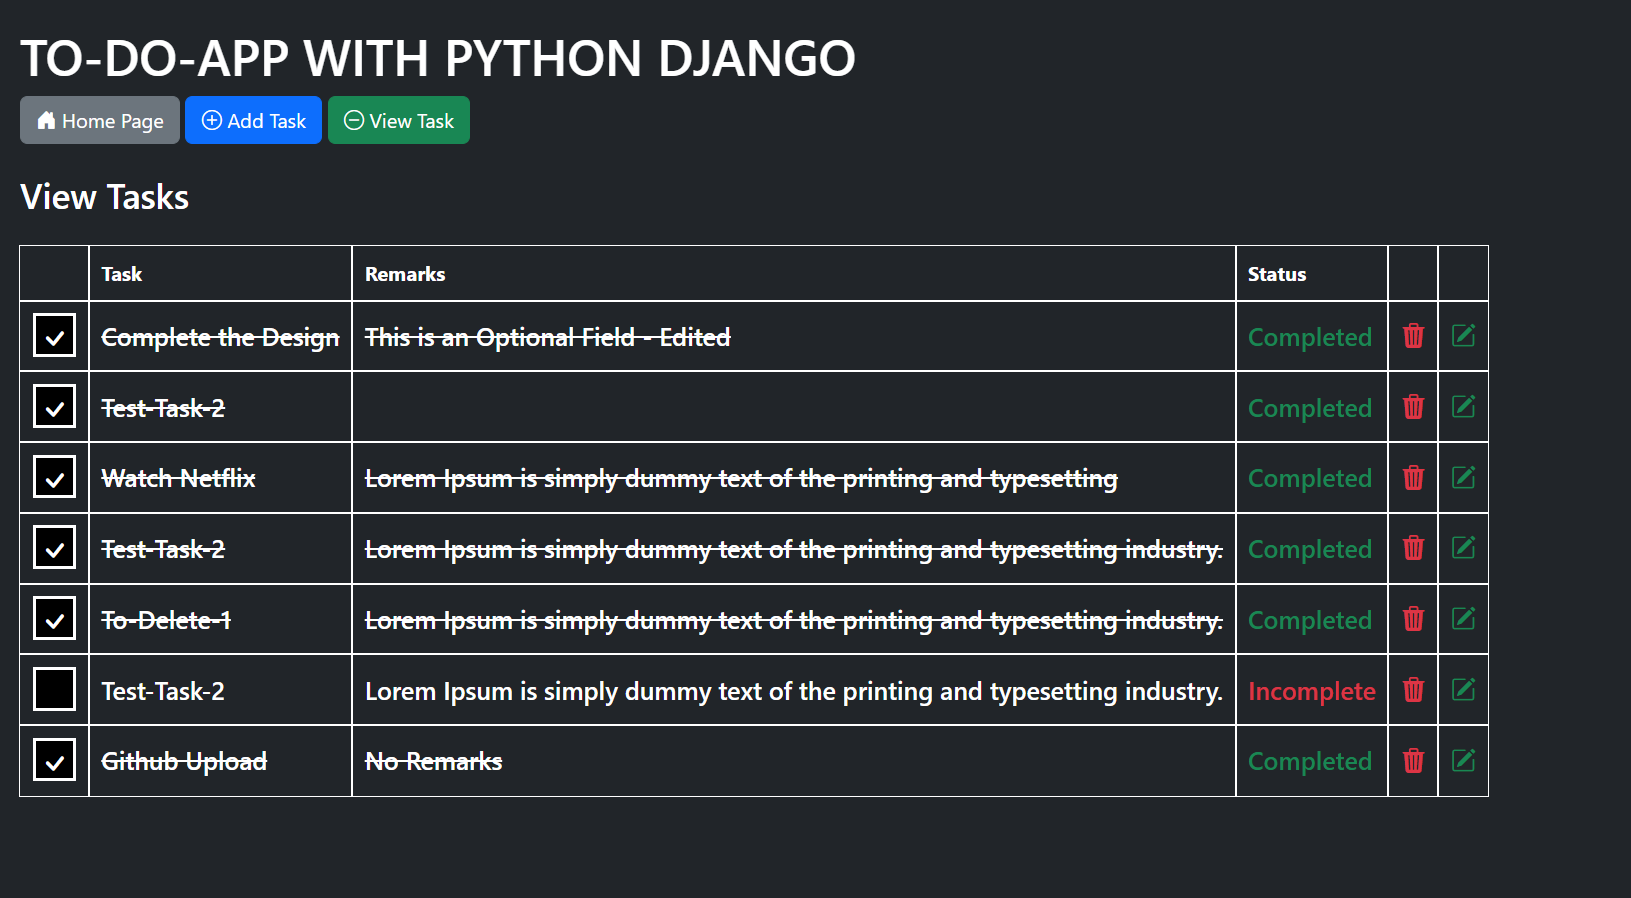 TO-DO-APP WITH PYTHON DJANGO
Home Page Add Task View Task
View Tasks
Task Remarks Status
Complete the Design This is an Optional Field - Edited Completed
Test-Task-2 Completed
Watch Netflix Lorem Ipsum is simply dummy text of the printing and typesetting Completed
Test-Task-2 Lorem Ipsum is simply dummy text of the printing and typesetting industry. Completed
To-Delete-1 Lorem Ipsum is simply dummy text of the printing and typesetting industry. Completed
Test-Task-2 Lorem Ipsum is simply dummy text of the printing and typesetting industry. Incomplete
Github Upload No Remarks Completed